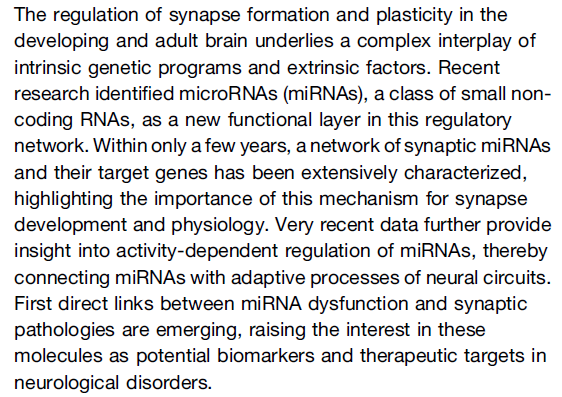 The regulation of synapse formation and plasticity in the
developing and adult brain underlies a complex interplay of
intrinsic genetic programs and extrinsic factors. Recent
research identified microRNAs (miRNAs), a class of small non-
coding RNAs, as a new functional layer in this regulatory
network. Within only a few years, a network of synaptic miRNAs
and their target genes has been extensively characterized,
highlighting the importance of this mechanism for synapse
development and physiology. Very recent data further provide
insight into activity-dependent regulation of miRNAs, thereby
connecting miRNAs with adaptive processes of neural circuits.
First direct links between miRNA dysfunction and synaptic
pathologies are emerging, raising the interest in these
molecules as potential biomarkers and therapeutic targets in
neurological disorders.